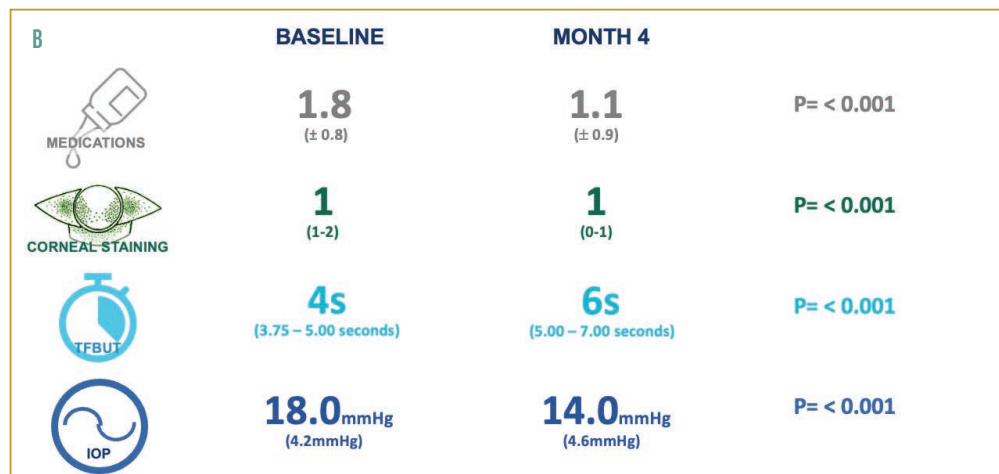 B
BASELINE MONTH 4
MEDICATIONS 1.8 1.1 P= < 0.001
(± 0.8) (± 0.9)
CORNEAL STAINING 1 1 P= < 0.001
(1-2) (0-1)
TFBUT 4s 6s P= < 0.001
(3.75 – 5.00 seconds) (5.00 – 7.00 seconds)
IOP 18.0mmHg 14.0mmHg P= < 0.001
(4.2mmHg) (4.6mmHg)